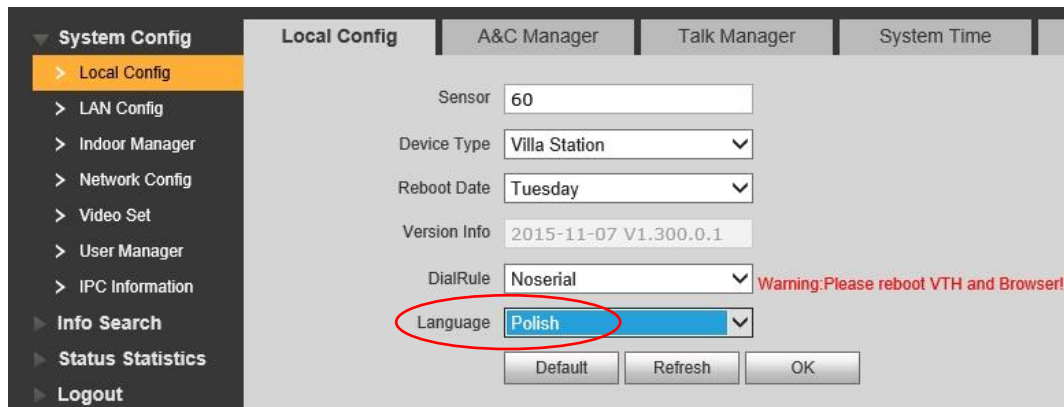 System Config
Local Config
LAN Config
Indoor Manager
Network Config
Video Set
User Manager
IPC Information
Info Search
Status Statistics
Logout
Local Config A&C Manager Talk Manager System Time
Sensor 60
Device Type Villa Station
Reboot Date Tuesday
Version Info 2015-11-07 V1.300.0.1
DialRule Noserial Warning:Please reboot VTH and Browser!
Language Polish
Default Refresh OK